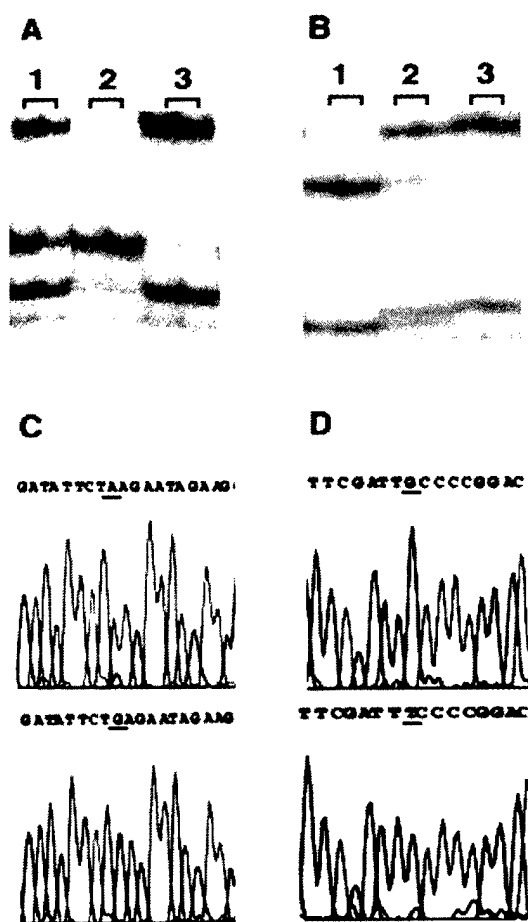 A B
1 2 3 1 2 3
C D
GATATTCTAAGAATAGAAG TTCGATTGCCCCGGAC
GATATTCTGAGAATAGAAG TTCGATTTCCCCGGAC